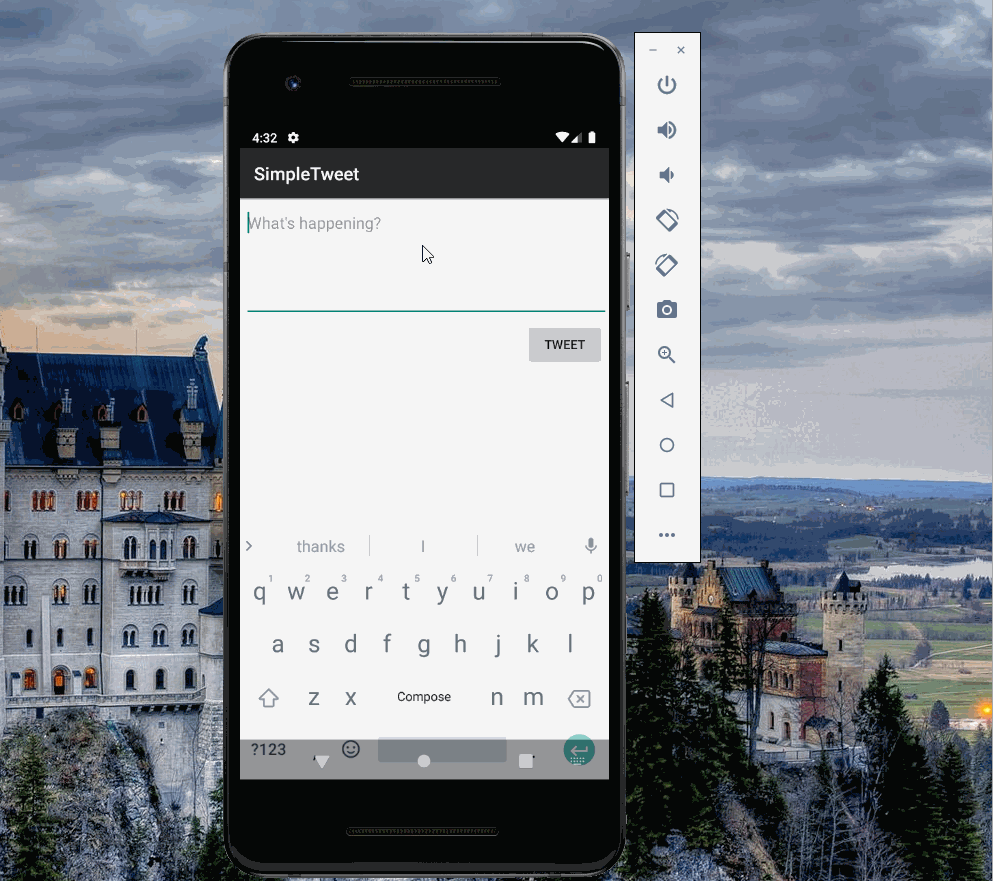 4:32
SimpleTweet
What's happening?
TWEET
thanks I we
1 2 3 4 5 6 7 8 9 0
q w e r t y u i o p
a s d f g h j k l
z x Compose n m
?123